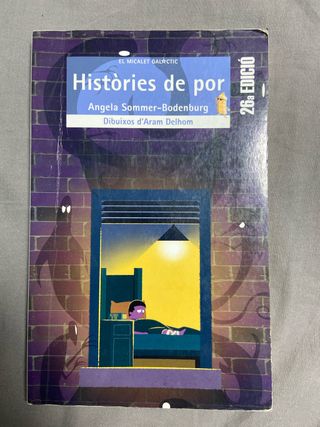 EL MICALET GALÀCTIC
Històries de por
Angela Sommer-Bodenburg
Dibuixos d'Aram Delhom
26a EDICIÓ